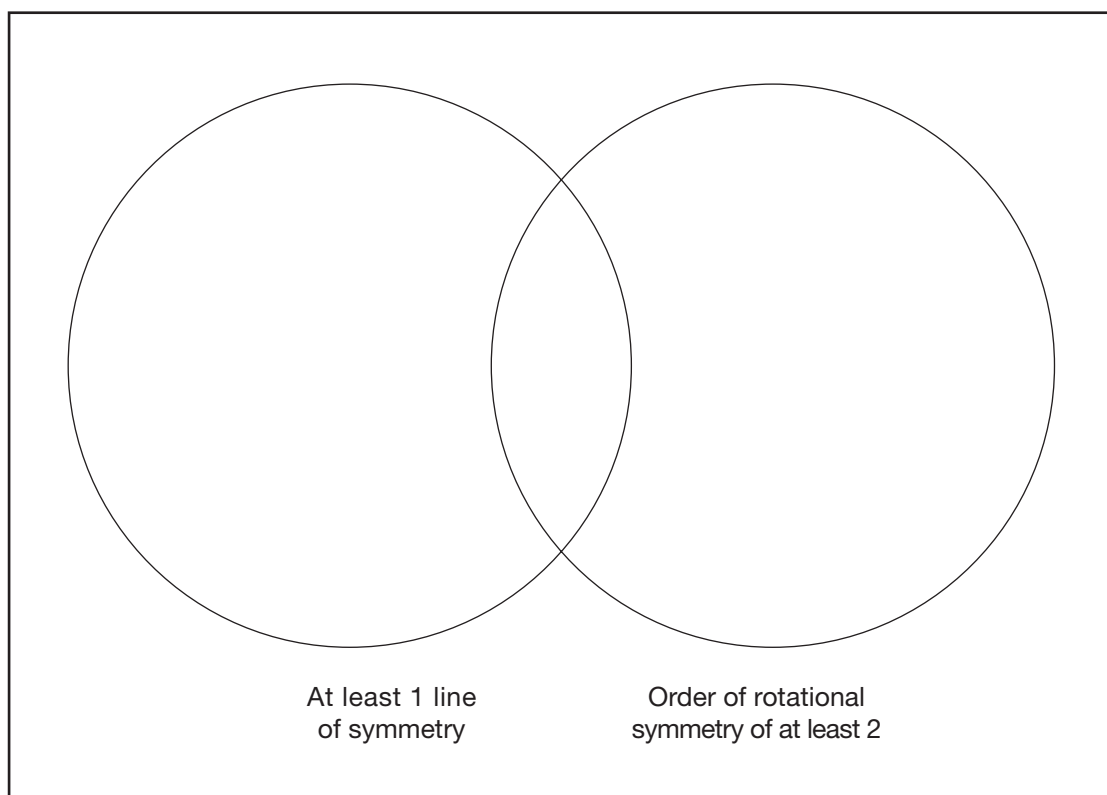 At least 1 line
of symmetry
Order of rotational
symmetry of at least 2